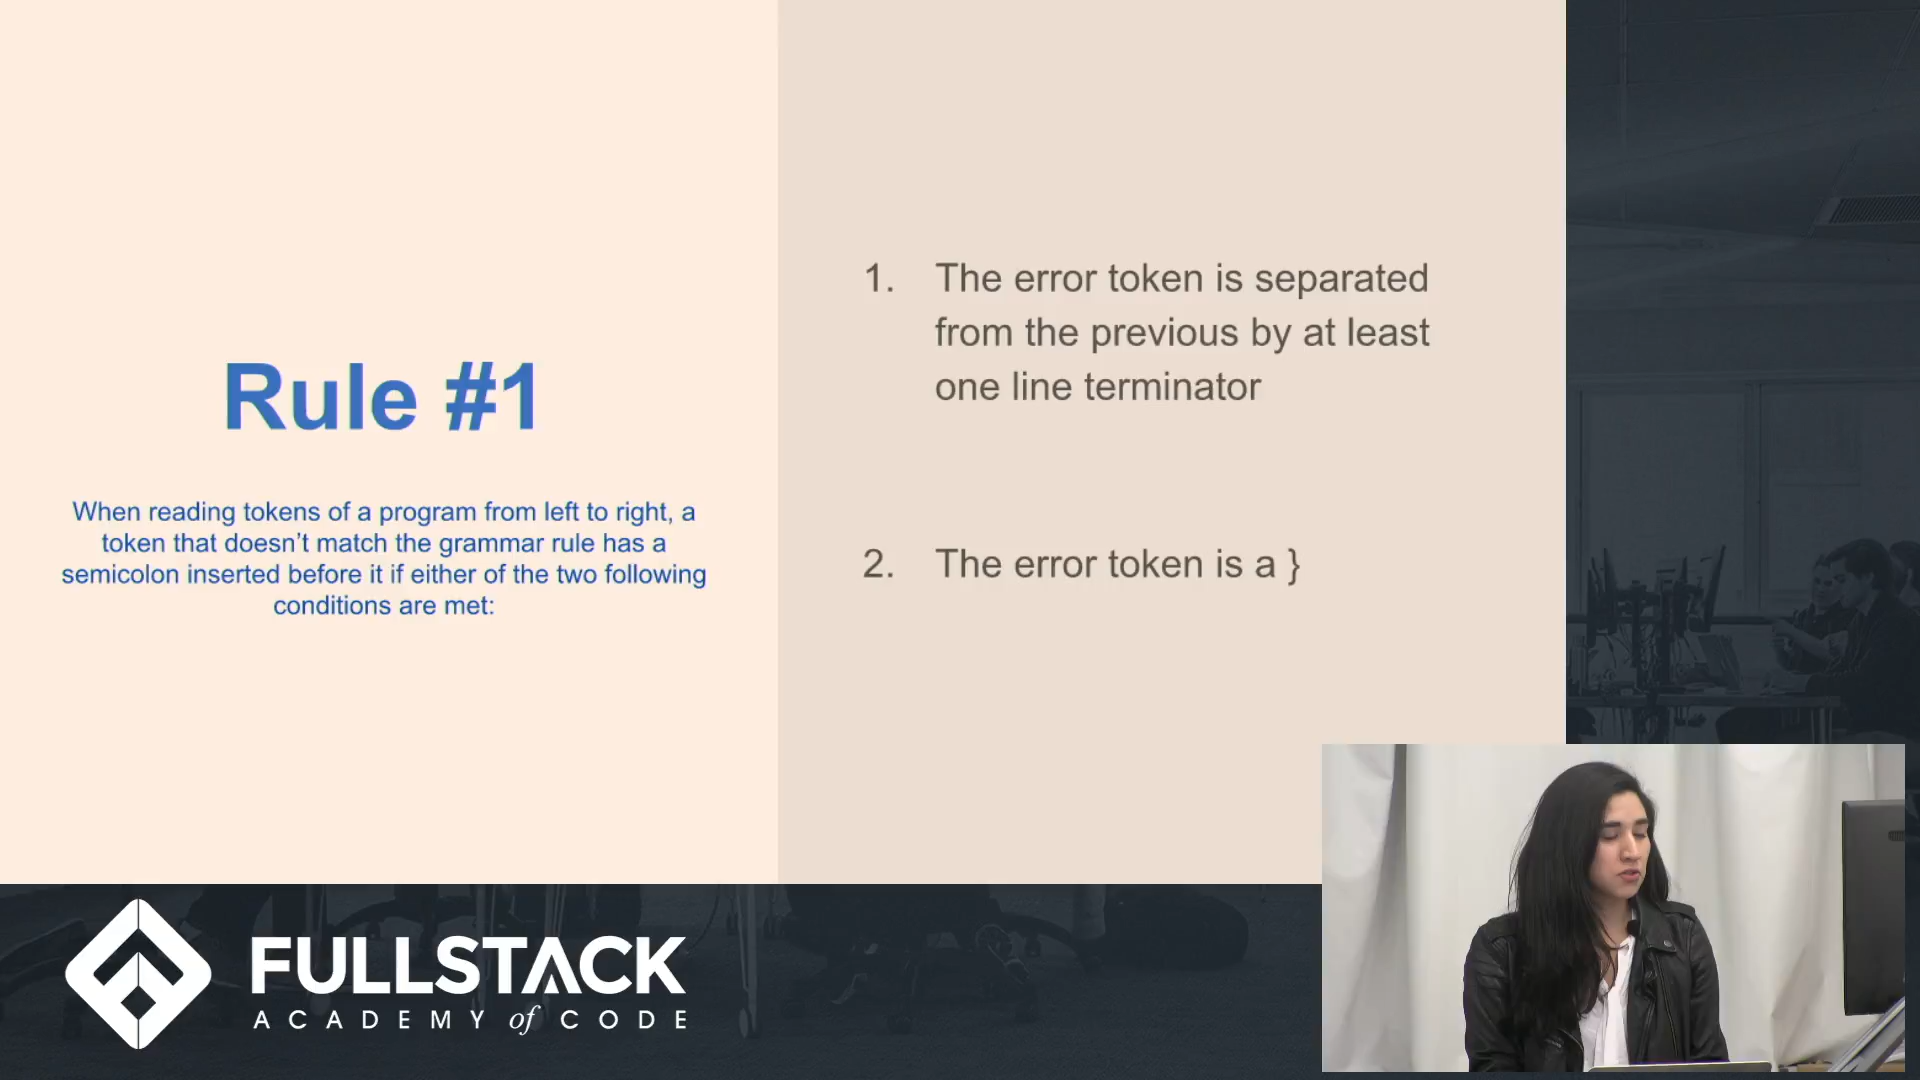 Rule #1
When reading tokens of a program from left to right, a
token that doesn’t match the grammar rule has a
semicolon inserted before it if either of the two following
conditions are met:
1. The error token is separated
from the previous by at least
one line terminator
2. The error token is a }
FULLSTACK
ACADEMY of CODE